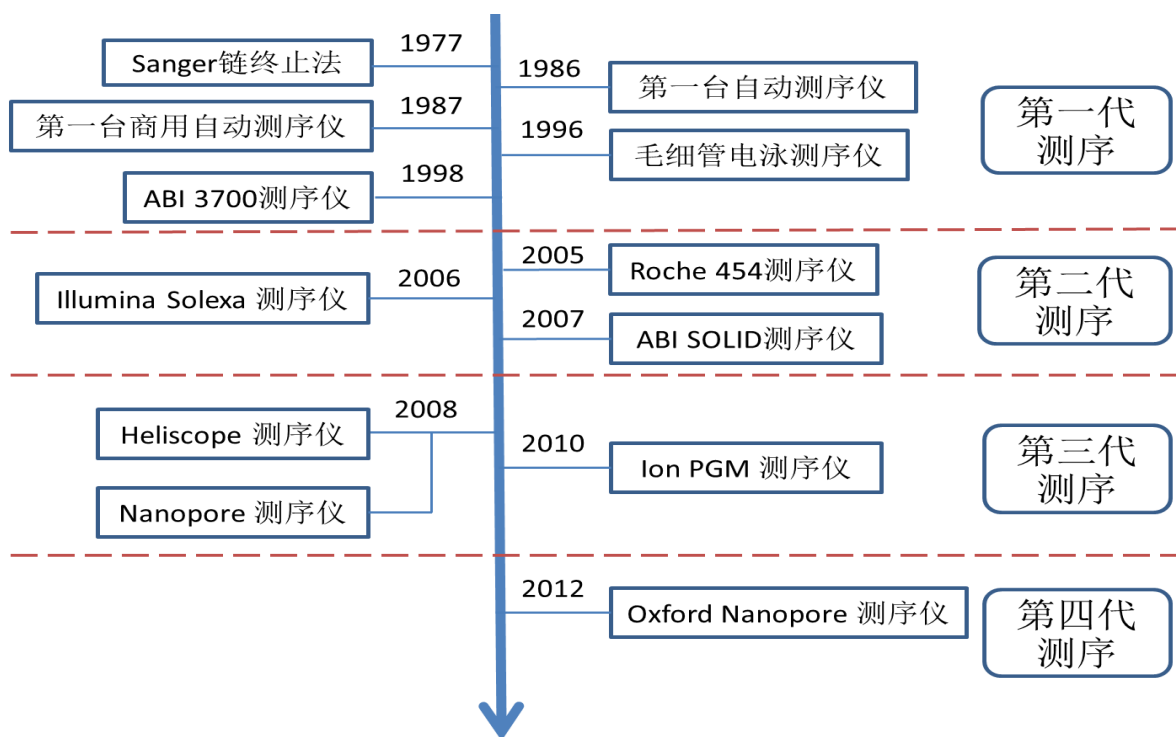 1977
Sanger链终止法
1986
第一台自动测序仪
1987
第一台商用自动测序仪
1996
毛细管电泳测序仪
1998
ABI 3700测序仪
第一代
测序
2005
Roche 454测序仪
2006
Illumina Solexa 测序仪
2007
ABI SOLID测序仪
第二代
测序
2008
Heliscope 测序仪
Nanopore 测序仪
2010
Ion PGM 测序仪
第三代
测序
2012
Oxford Nanopore 测序仪
第四代
测序